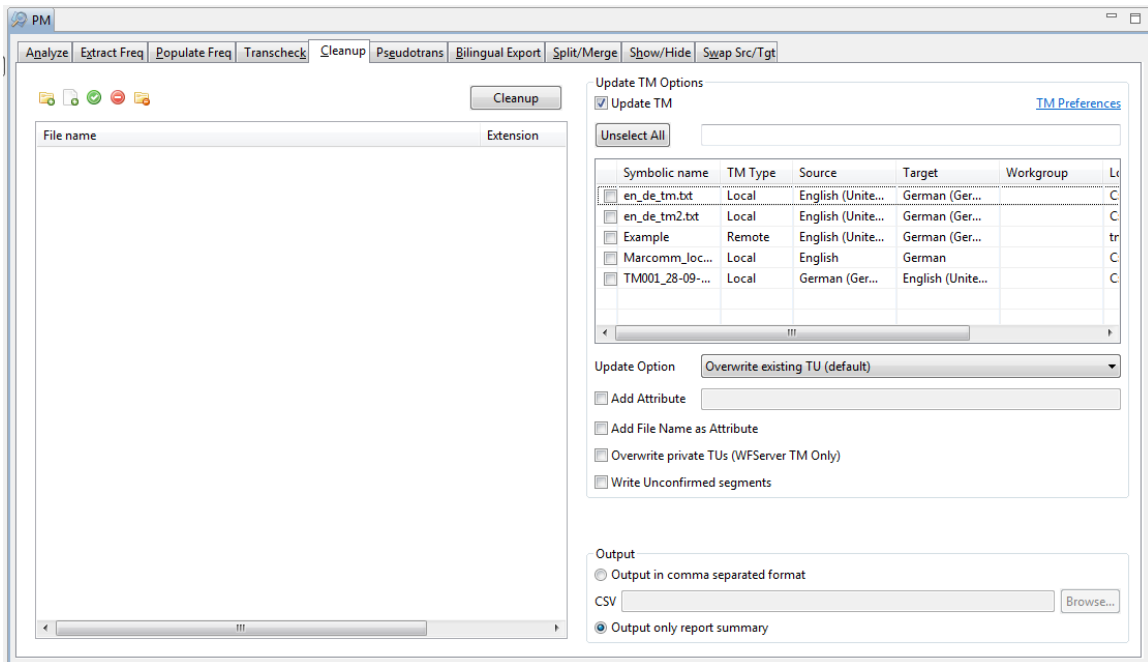 PM
Analyze Extract Freq Populate Freq Transcheck Cleanup Pseudotrans Bilingual Export Split/Merge Show/Hide Swap Src/Tgt
Cleanup
File name Extension
Update TM Options
Update TM TM Preferences
Unselect All
Symbolic name TM Type Source Target Workgroup Lo
en_de_tm.txt Local English (Unite... German (Ger... C:
en_de_tm2.txt Local English (Unite... German (Ger... C:
Example Remote English (Unite... German (Ger... tr
Marcomm_loc... Local English German C:
TM001_28-09-... Local German (Ger... English (Unite... C:
Update Option Overwrite existing TU (default)
Add Attribute
Add File Name as Attribute
Overwrite private TUs (WFServer TM Only)
Write Unconfirmed segments
Output
Output in comma separated format
CSV Browse...
Output only report summary